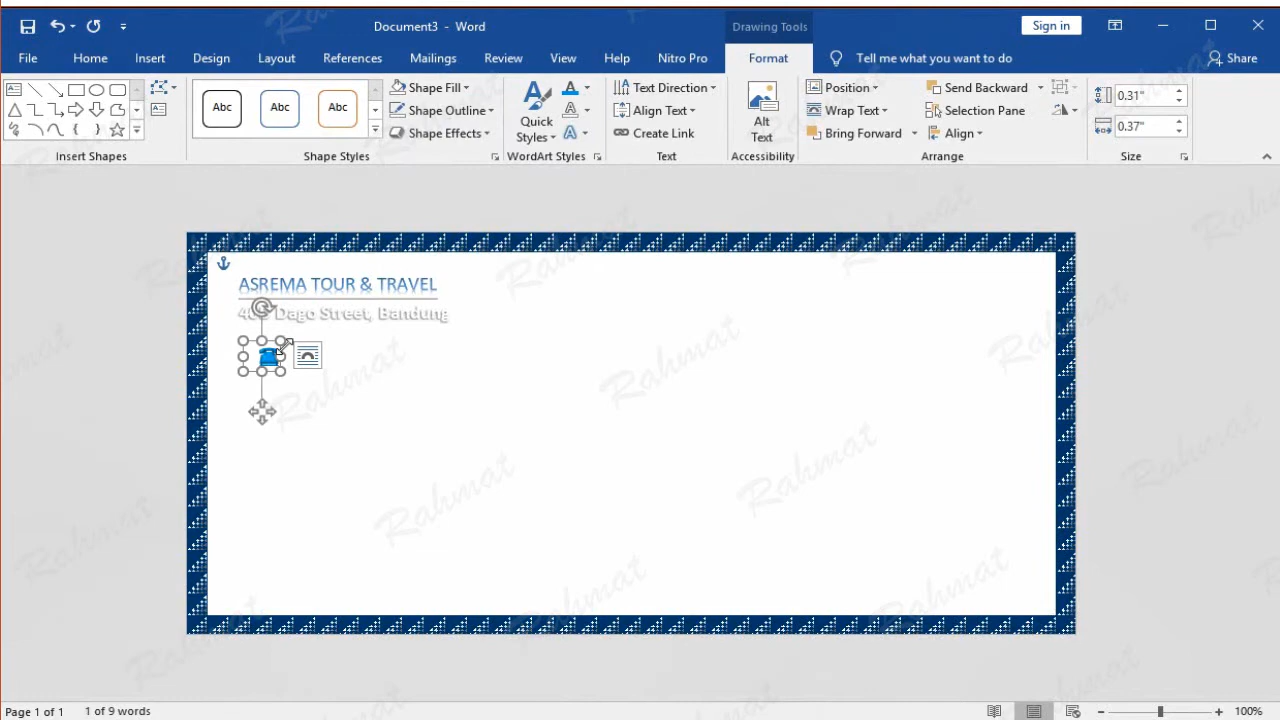 Document3 - Word
Drawing Tools
Sign in
File Home Insert Design Layout References Mailings Review View Help Nitro Pro Format Tell me what you want to do Share
Abc Abc Abc
Shape Fill
Shape Outline
Shape Effects
Quick Styles
Text Direction
Align Text
Create Link
Alt Text
Position
Wrap Text
Bring Forward
Send Backward
Selection Pane
Align
0.31"
0.37"
Insert Shapes Shape Styles WordArt Styles Text Accessibility Arrange Size
ASREMA TOUR & TRAVEL
Dago Street, Bandung
Rahmat
Page 1 of 1 1 of 9 words 100%